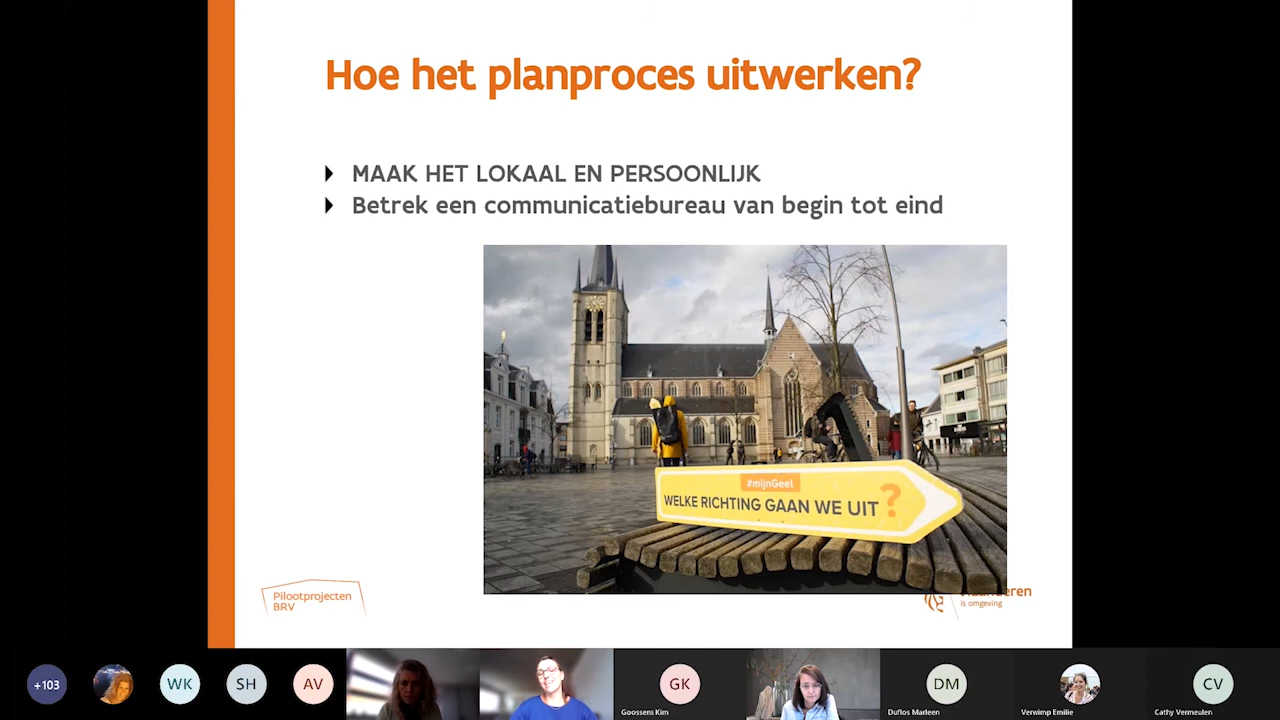 Hoe het planproces uitwerken?
MAAK HET LOKAAL EN PERSOONLIJK
Betrek een communicatiebureau van begin tot eind
#mijnGeel
WELKE RICHTING GAAN WE UIT?
Pilootprojecten
BRV
Vlaanderen
is omgeving
+103
WK
SH
AV
GK
DM
CV
Goossens Kim
Duflos Marleen
Verwimp Emilie
Cathy Vermeulen